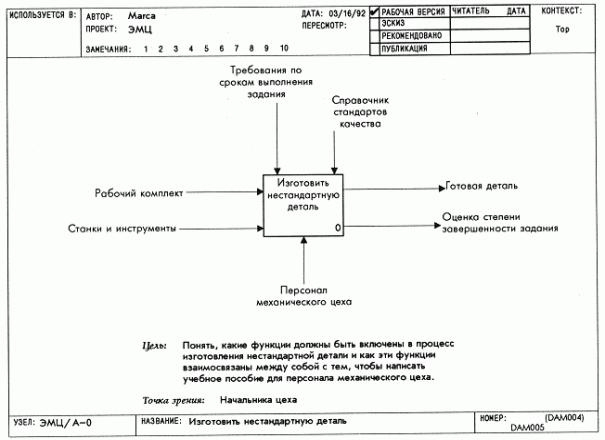 ИСПОЛЬЗУЕТСЯ В:
АВТОР: Marca
ДАТА: 03/16/92
ПРОЕКТ: ЭМЦ
ПЕРЕСМОТР:
ЗАМЕЧАНИЯ: 1 2 3 4 5 6 7 8 9 10
✔ РАБОЧАЯ ВЕРСИЯ
ЭСКИЗ
РЕКОМЕНДОВАНО
ПУБЛИКАЦИЯ
ЧИТАТЕЛЬ ДАТА
КОНТЕКСТ:
Top
Требования по
срокам выполнения
задания
Справочник
стандартов
качества
Рабочий комплект
Станки и инструменты
Изготовить
нестандартную
деталь
0
Готовая деталь
Оценка степени
завершенности задания
Персонал
механического цеха
Цель: Понять, какие функции должны быть включены в процесс
изготовления нестандартной детали и как эти функции
взаимосвязаны между собой с тем, чтобы написать
учебное пособие для персонала механического цеха.
Точка зрения: Начальника цеха
УЗЕЛ: ЭМЦ/А-0
НАЗВАНИЕ: Изготовить нестандартную деталь
НОМЕР: (DAM004)
DAM005